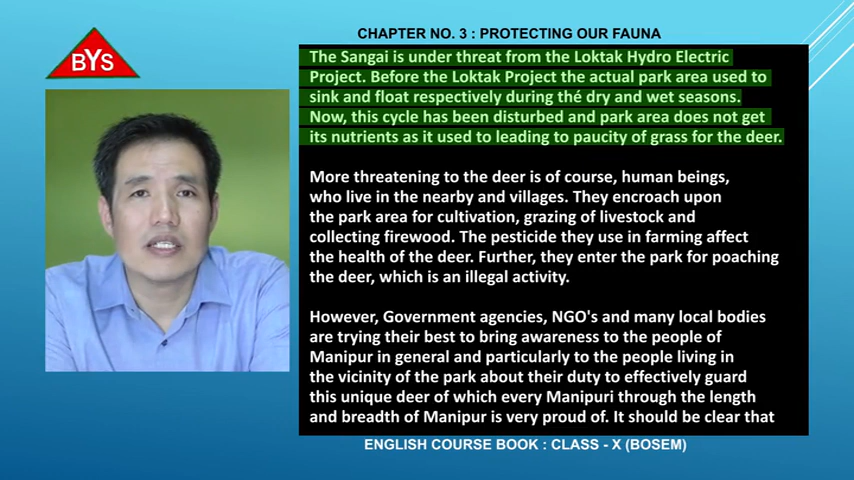 CHAPTER NO. 3 : PROTECTING OUR FAUNA
BYS
The Sangai is under threat from the Loktak Hydro Electric
Project. Before the Loktak Project the actual park area used to
sink and float respectively during thé dry and wet seasons.
Now, this cycle has been disturbed and park area does not get
its nutrients as it used to leading to paucity of grass for the deer.
More threatening to the deer is of course, human beings,
who live in the nearby and villages. They encroach upon
the park area for cultivation, grazing of livestock and
collecting firewood. The pesticide they use in farming affect
the health of the deer. Further, they enter the park for poaching
the deer, which is an illegal activity.
However, Government agencies, NGO's and many local bodies
are trying their best to bring awareness to the people of
Manipur in general and particularly to the people living in
the vicinity of the park about their duty to effectively guard
this unique deer of which every Manipuri through the length
and breadth of Manipur is very proud of. It should be clear that
ENGLISH COURSE BOOK : CLASS - X (BOSEM)